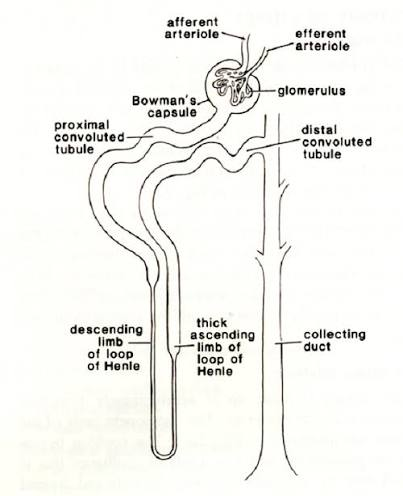 afferent
arteriole
efferent
arteriole
glomerulus
Bowman's
capsule
proximal
convoluted
tubule
distal
convoluted
tubule
descending
limb
of loop
of Henle
thick
ascending
limb of
loop of
Henle
collecting
duct